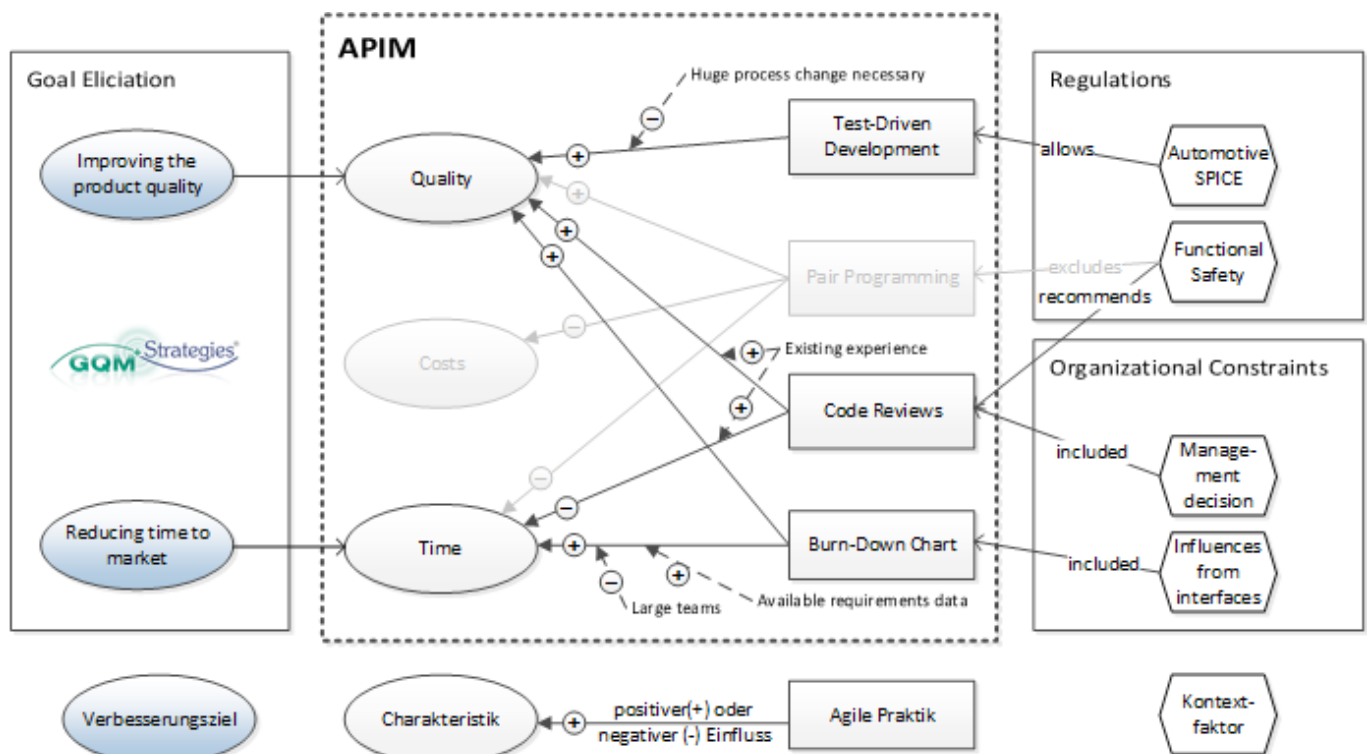 APIM
Goal Eliciation
Improving the
product quality
GQM+Strategies®
Reducing time to
market
Huge process change necessary
Quality
+
−
Test-Driven
Development
+
+
+
Pair Programming
Costs
−
+
Existing experience
+
Code Reviews
−
−
Time
+
Burn-Down Chart
−
+
Large teams
Available requirements data
Regulations
allows
Automotive
SPICE
excludes
recommends
Functional
Safety
Organizational Constraints
included
Manage-
ment
decision
included
Influences
from
interfaces
Verbesserungsziel
Charakteristik
+
positiver(+) oder
negativer (-) Einfluss
Agile Praktik
Kontext-
faktor